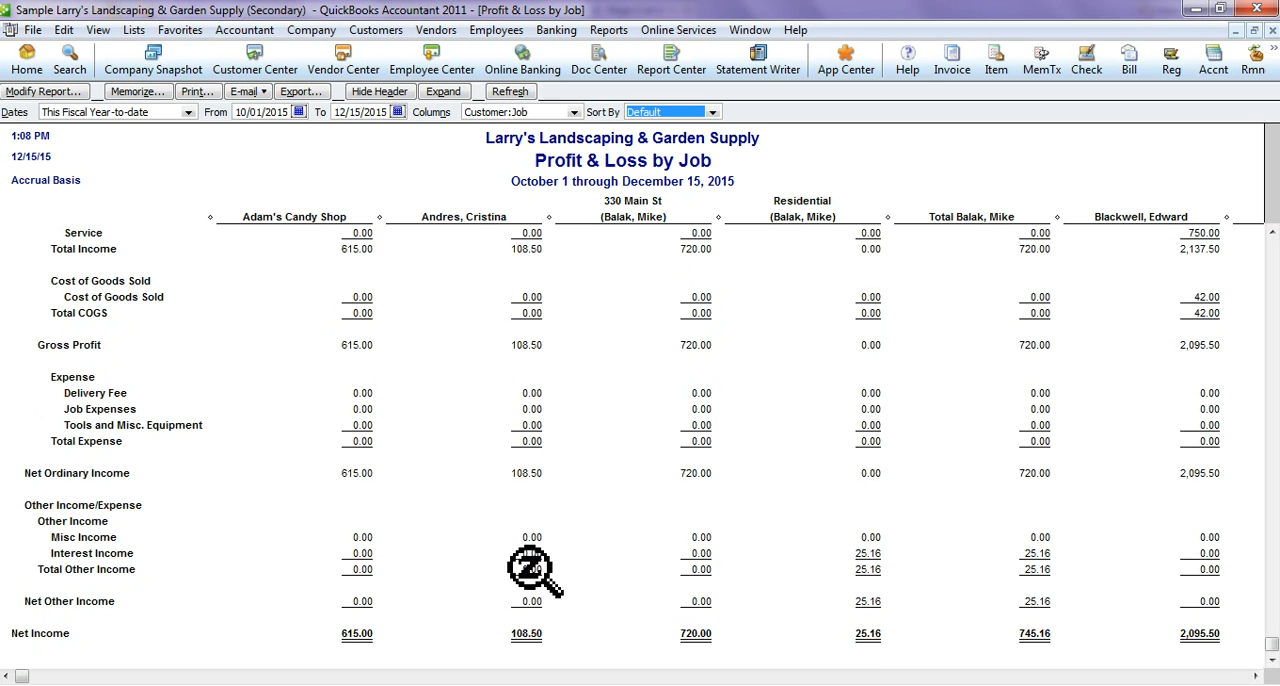 Sample Larry's Landscaping & Garden Supply (Secondary) - QuickBooks Accountant 2011 - [Profit & Loss by Job]
File Edit View Lists Favorites Accountant Company Customers Vendors Employees Banking Reports Online Services Window Help
Home Search Company Snapshot Customer Center Vendor Center Employee Center Online Banking Doc Center Report Center Statement Writer App Center Help Invoice Item MemTx Check Bill Reg Accnt Rmn
Modify Report... Memorize... Print... E-mail Export... Hide Header Expand Refresh
Dates This Fiscal Year-to-date From 10/01/2015 To 12/15/2015 Columns Customer:Job Sort By Default
1:08 PM Larry's Landscaping & Garden Supply
12/15/15 Profit & Loss by Job
Accrual Basis October 1 through December 15, 2015
330 Main St Residential
Adam's Candy Shop Andres, Cristina (Balak, Mike) (Balak, Mike) Total Balak, Mike Blackwell, Edward
Service 0.00 0.00 0.00 0.00 0.00 750.00
Total Income 615.00 108.50 720.00 0.00 720.00 2,137.50
Cost of Goods Sold
Cost of Goods Sold 0.00 0.00 0.00 0.00 0.00 42.00
Total COGS 0.00 0.00 0.00 0.00 0.00 42.00
Gross Profit 615.00 108.50 720.00 0.00 720.00 2,095.50
Expense
Delivery Fee 0.00 0.00 0.00 0.00 0.00 0.00
Job Expenses 0.00 0.00 0.00 0.00 0.00 0.00
Tools and Misc. Equipment 0.00 0.00 0.00 0.00 0.00 0.00
Total Expense 0.00 0.00 0.00 0.00 0.00 0.00
Net Ordinary Income 615.00 108.50 720.00 0.00 720.00 2,095.50
Other Income/Expense
Other Income
Misc Income 0.00 0.00 0.00 0.00 0.00 0.00
Interest Income 0.00 0.00 25.16 25.16 0.00
Total Other Income 0.00 0.00 25.16 25.16 0.00
Net Other Income 0.00 0.00 0.00 25.16 25.16 0.00
Net Income 615.00 108.50 720.00 25.16 745.16 2,095.50